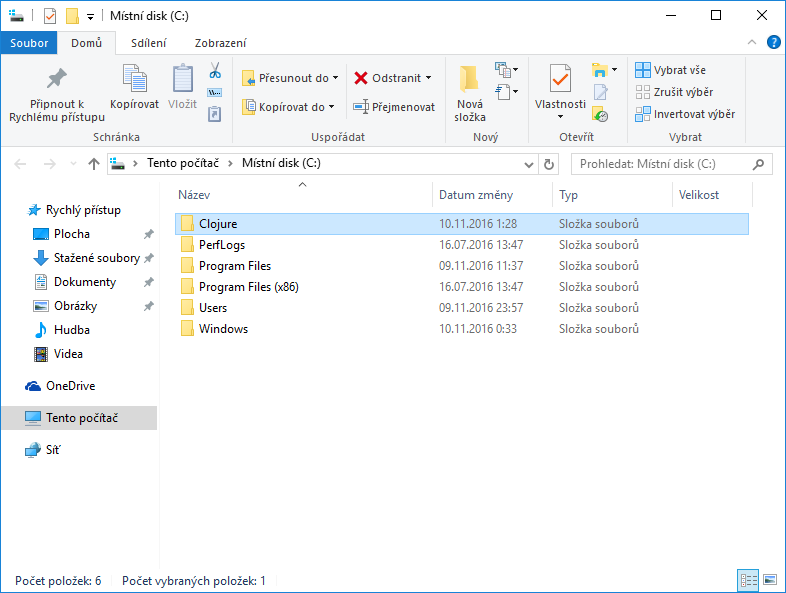 Místní disk (C:)
Soubor Domů Sdílení Zobrazení
Připnout k Rychlému přístupu
Kopírovat
Vložit
Schránka
Přesunout do
Kopírovat do
Odstranit
Přejmenovat
Uspořádat
Nová složka
Nový
Vlastnosti
Otevřít
Vybrat vše
Zrušit výběr
Invertovat výběr
Vybrat
Tento počítač Místní disk (C:)
Prohledat: Místní disk (C:)
Rychlý přístup
Plocha
Stažené soubory
Dokumenty
Obrázky
Hudba
Videa
OneDrive
Tento počítač
Síť
Název Datum změny Typ Velikost
Clojure 10.11.2016 1:28 Složka souborů
PerfLogs 16.07.2016 13:47 Složka souborů
Program Files 09.11.2016 11:37 Složka souborů
Program Files (x86) 16.07.2016 13:47 Složka souborů
Users 09.11.2016 23:57 Složka souborů
Windows 10.11.2016 0:33 Složka souborů
Počet položek: 6 Počet vybraných položek: 1